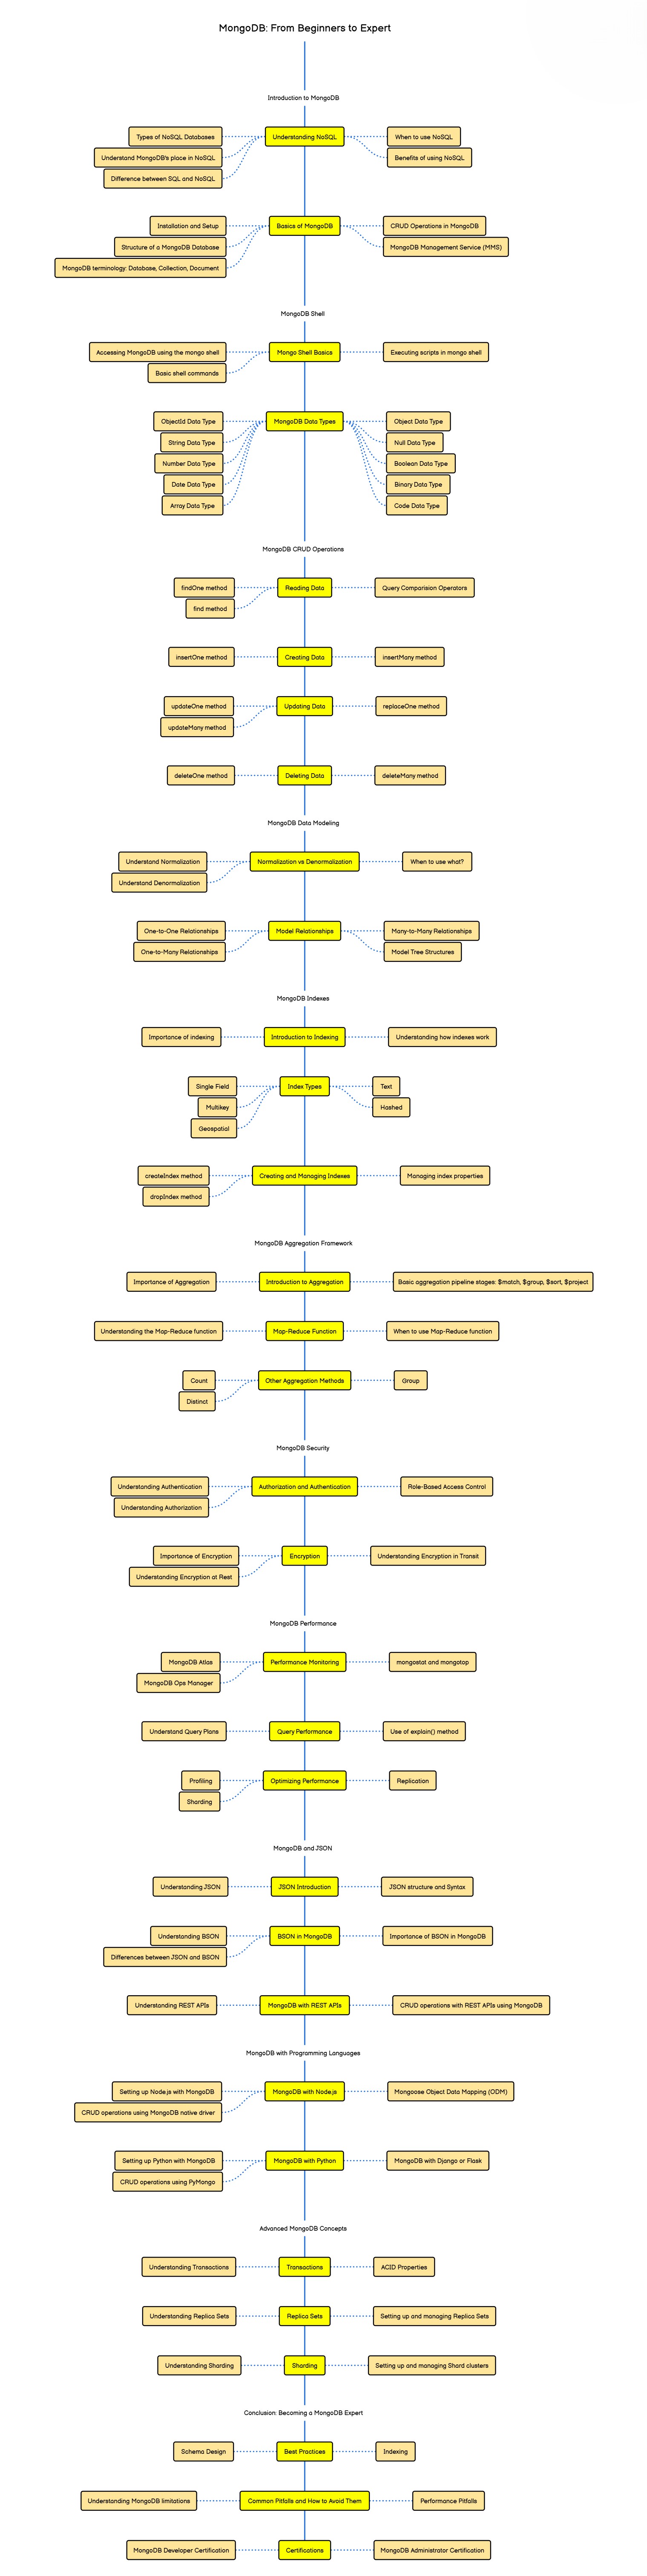 MongoDB: From Beginners to Expert
Introduction to MongoDB
Types of NoSQL Databases
Understanding NoSQL
When to use NoSQL
Understand MongoDB's place in NoSQL
Benefits of using NoSQL
Difference between SQL and NoSQL
Installation and Setup
Basics of MongoDB
CRUD Operations in MongoDB
Structure of a MongoDB Database
MongoDB Management Service (MMS)
MongoDB terminology: Database, Collection, Document
MongoDB Shell
Accessing MongoDB using the mongo shell
Mongo Shell Basics
Executing scripts in mongo shell
Basic shell commands
ObjectId Data Type
MongoDB Data Types
Object Data Type
String Data Type
Null Data Type
Number Data Type
Boolean Data Type
Date Data Type
Binary Data Type
Array Data Type
Code Data Type
MongoDB CRUD Operations
findOne method
Reading Data
Query Comparision Operators
find method
insertOne method
Creating Data
insertMany method
updateOne method
Updating Data
replaceOne method
updateMany method
deleteOne method
Deleting Data
deleteMany method
MongoDB Data Modeling
Understand Normalization
Normalization vs Denormalization
When to use what?
Understand Denormalization
One-to-One Relationships
Model Relationships
Many-to-Many Relationships
One-to-Many Relationships
Model Tree Structures
MongoDB Indexes
Importance of indexing
Introduction to Indexing
Understanding how indexes work
Single Field
Index Types
Text
Multikey
Hashed
Geospatial
createIndex method
Creating and Managing Indexes
Managing index properties
dropIndex method
MongoDB Aggregation Framework
Importance of Aggregation
Introduction to Aggregation
Basic aggregation pipeline stages: $match, $group, $sort, $project
Understanding the Map-Reduce function
Map-Reduce Function
When to use Map-Reduce function
Count
Other Aggregation Methods
Group
Distinct
MongoDB Security
Understanding Authentication
Authorization and Authentication
Role-Based Access Control
Understanding Authorization
Importance of Encryption
Encryption
Understanding Encryption in Transit
Understanding Encryption at Rest
MongoDB Performance
MongoDB Atlas
Performance Monitoring
mongostat and mongotop
MongoDB Ops Manager
Understand Query Plans
Query Performance
Use of explain() method
Profiling
Optimizing Performance
Replication
Sharding
MongoDB and JSON
Understanding JSON
JSON Introduction
JSON structure and Syntax
Understanding BSON
BSON in MongoDB
Importance of BSON in MongoDB
Differences between JSON and BSON
Understanding REST APIs
MongoDB with REST APIs
CRUD operations with REST APIs using MongoDB
MongoDB with Programming Languages
Setting up Node.js with MongoDB
MongoDB with Node.js
Mongoose Object Data Mapping (ODM)
CRUD operations using MongoDB native driver
Setting up Python with MongoDB
MongoDB with Python
MongoDB with Django or Flask
CRUD operations using PyMongo
Advanced MongoDB Concepts
Understanding Transactions
Transactions
ACID Properties
Understanding Replica Sets
Replica Sets
Setting up and managing Replica Sets
Understanding Sharding
Sharding
Setting up and managing Shard clusters
Conclusion: Becoming a MongoDB Expert
Schema Design
Best Practices
Indexing
Understanding MongoDB limitations
Common Pitfalls and How to Avoid Them
Performance Pitfalls
MongoDB Developer Certification
Certifications
MongoDB Administrator Certification